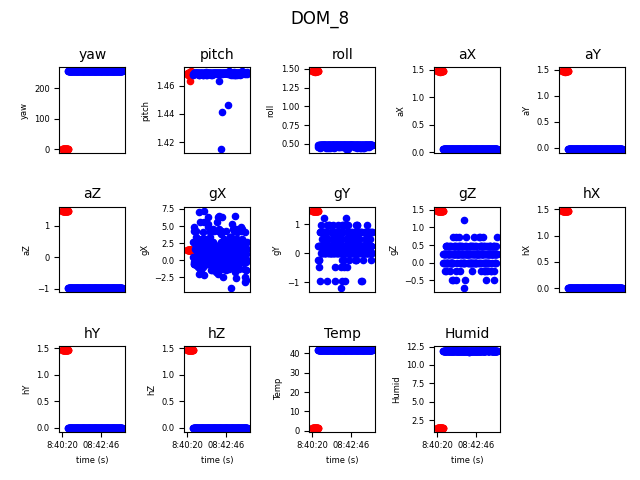 DOM_8
yaw pitch roll aX aY
yaw 200 100 0
pitch 1.46 1.44 1.42
roll 1.50 1.25 1.00 0.75 0.50
aX 1.5 1.0 0.5 0.0
aY 1.5 1.0 0.5 0.0
aZ gX gY gZ hX
aZ 1 0 −1
gX 7.5 5.0 2.5 0.0 −2.5
gY 1 0 −1
gZ 1.5 1.0 0.5 0.0 −0.5
hX 1.5 1.0 0.5 0.0
hY hZ Temp Humid
hY 1.5 1.0 0.5 0.0
hZ 1.5 1.0 0.5 0.0
Temp 40 30 20 10 0
Humid 12.5 10.0 7.5 5.0 2.5
8:40:20 08:42:46 8:40:20 08:42:46 8:40:20 08:42:46 8:40:20 08:42:46
time (s) time (s) time (s) time (s)